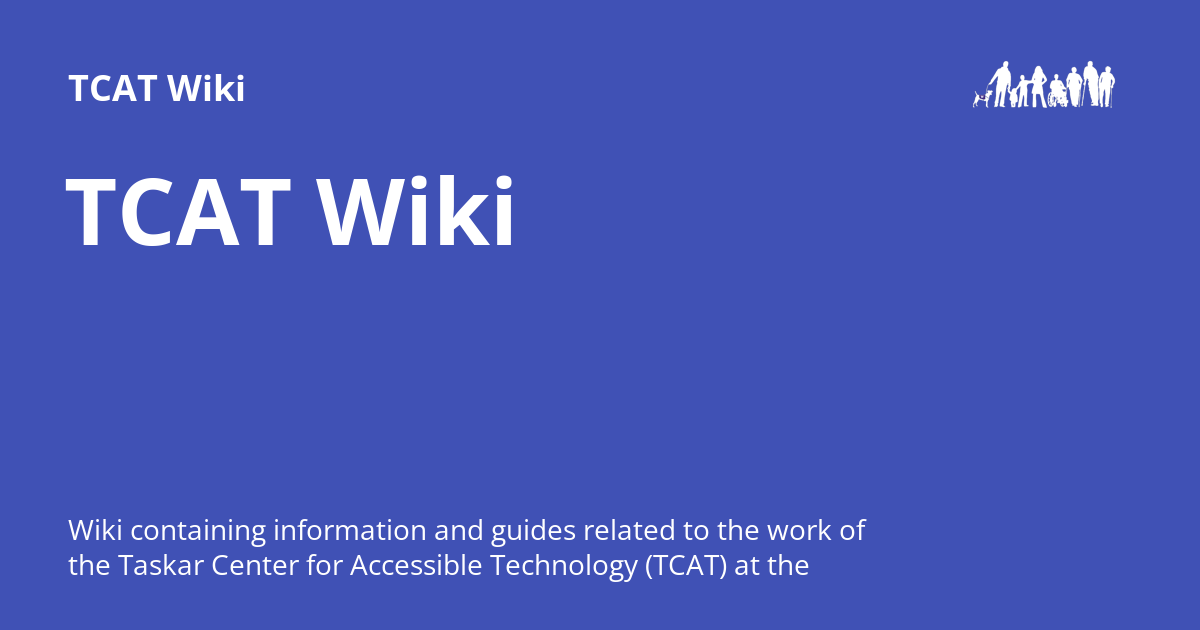 TCAT Wiki
TCAT Wiki
Wiki containing information and guides related to the work of
the Taskar Center for Accessible Technology (TCAT) at the